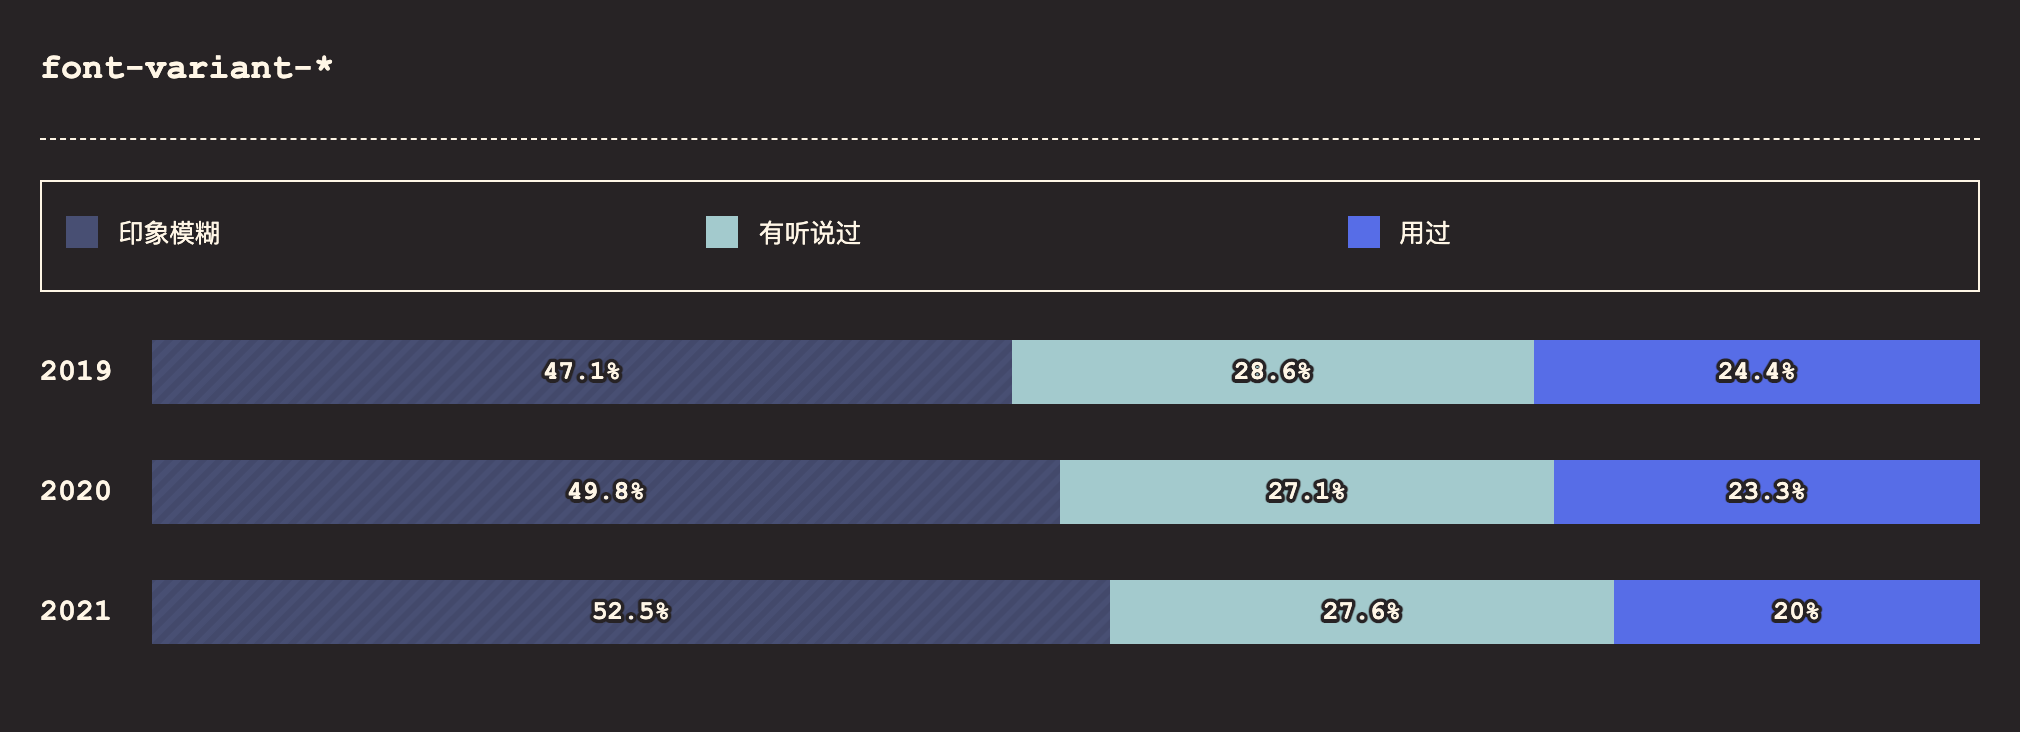 font-variant-*
印象模糊 有听说过 用过
2019 47.1% 28.6% 24.4%
2020 49.8% 27.1% 23.3%
2021 52.5% 27.6% 20%